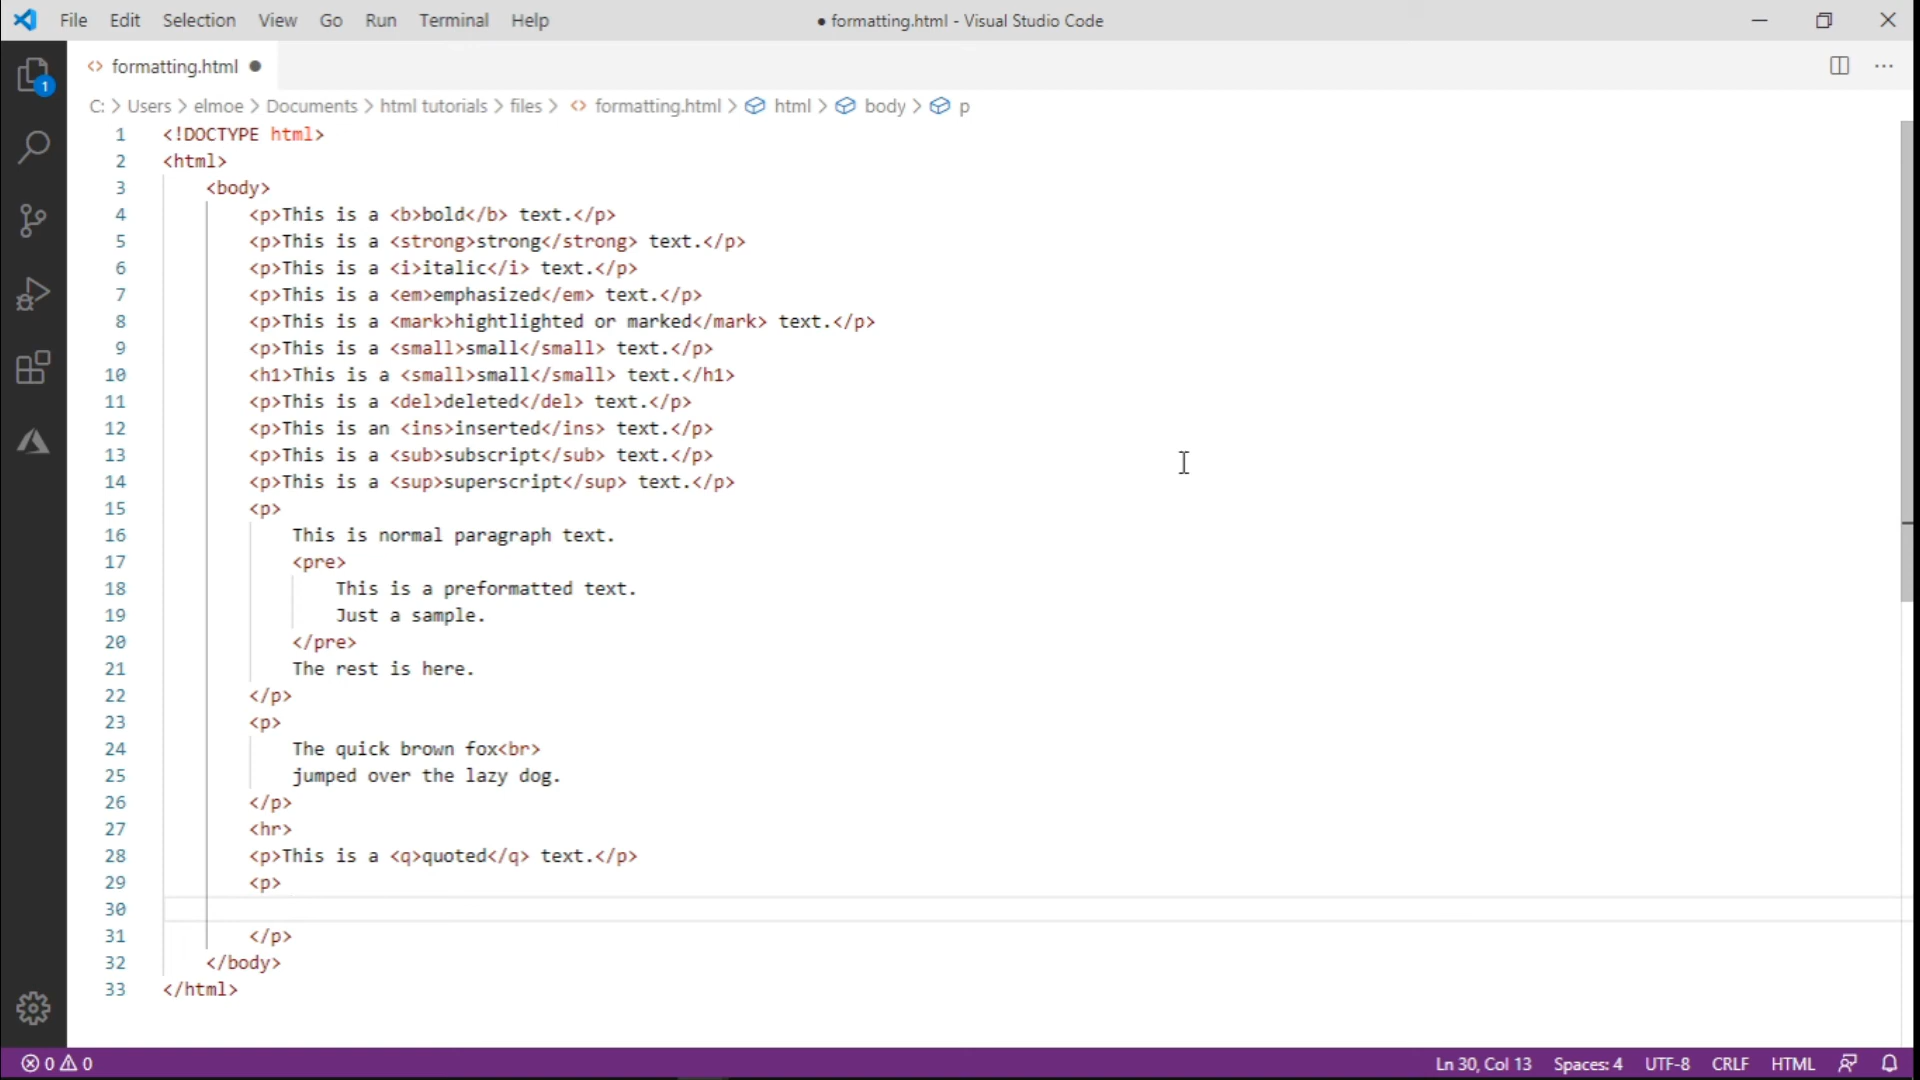 File Edit Selection View Go Run Terminal Help ● formatting.html - Visual Studio Code
1
<> formatting.html ●
C: > Users > elmoe > Documents > html tutorials > files > <> formatting.html > html > body > p
1 <!DOCTYPE html>
2 <html>
3 <body>
4 <p>This is a <b>bold</b> text.</p>
5 <p>This is a <strong>strong</strong> text.</p>
6 <p>This is a <i>italic</i> text.</p>
7 <p>This is a <em>emphasized</em> text.</p>
8 <p>This is a <mark>hightlighted or marked</mark> text.</p>
9 <p>This is a <small>small</small> text.</p>
10 <h1>This is a <small>small</small> text.</h1>
11 <p>This is a <del>deleted</del> text.</p>
12 <p>This is an <ins>inserted</ins> text.</p>
13 <p>This is a <sub>subscript</sub> text.</p>
14 <p>This is a <sup>superscript</sup> text.</p>
15 <p>
16 This is normal paragraph text.
17 <pre>
18 This is a preformatted text.
19 Just a sample.
20 </pre>
21 The rest is here.
22 </p>
23 <p>
24 The quick brown fox<br>
25 jumped over the lazy dog.
26 </p>
27 <hr>
28 <p>This is a <q>quoted</q> text.</p>
29 <p>
30
31 </p>
32 </body>
33 </html>
0 0 Ln 30, Col 13 Spaces: 4 UTF-8 CRLF HTML